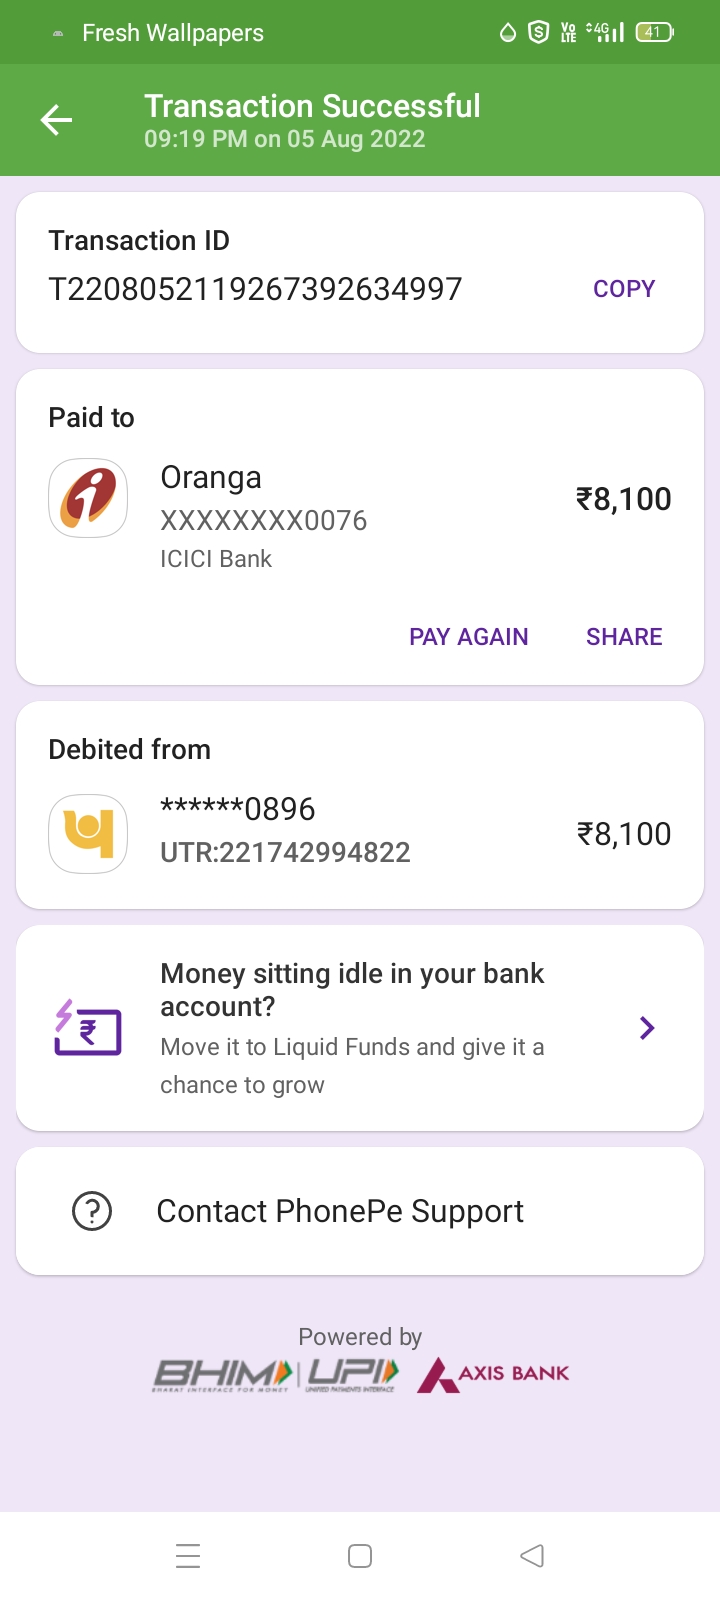 Fresh Wallpapers
VoLTE 4G 41
Transaction Successful
09:19 PM on 05 Aug 2022
Transaction ID
T2208052119267392634997 COPY
Paid to
Oranga
XXXXXXXX0076
₹8,100
ICICI Bank
PAY AGAIN SHARE
Debited from
******0896
UTR:221742994822
₹8,100
Money sitting idle in your bank
account?
Move it to Liquid Funds and give it a
chance to grow
Contact PhonePe Support
Powered by
BHIM UPI AXIS BANK
BHARAT INTERFACE FOR MONEY UNIFIED PAYMENTS INTERFACE